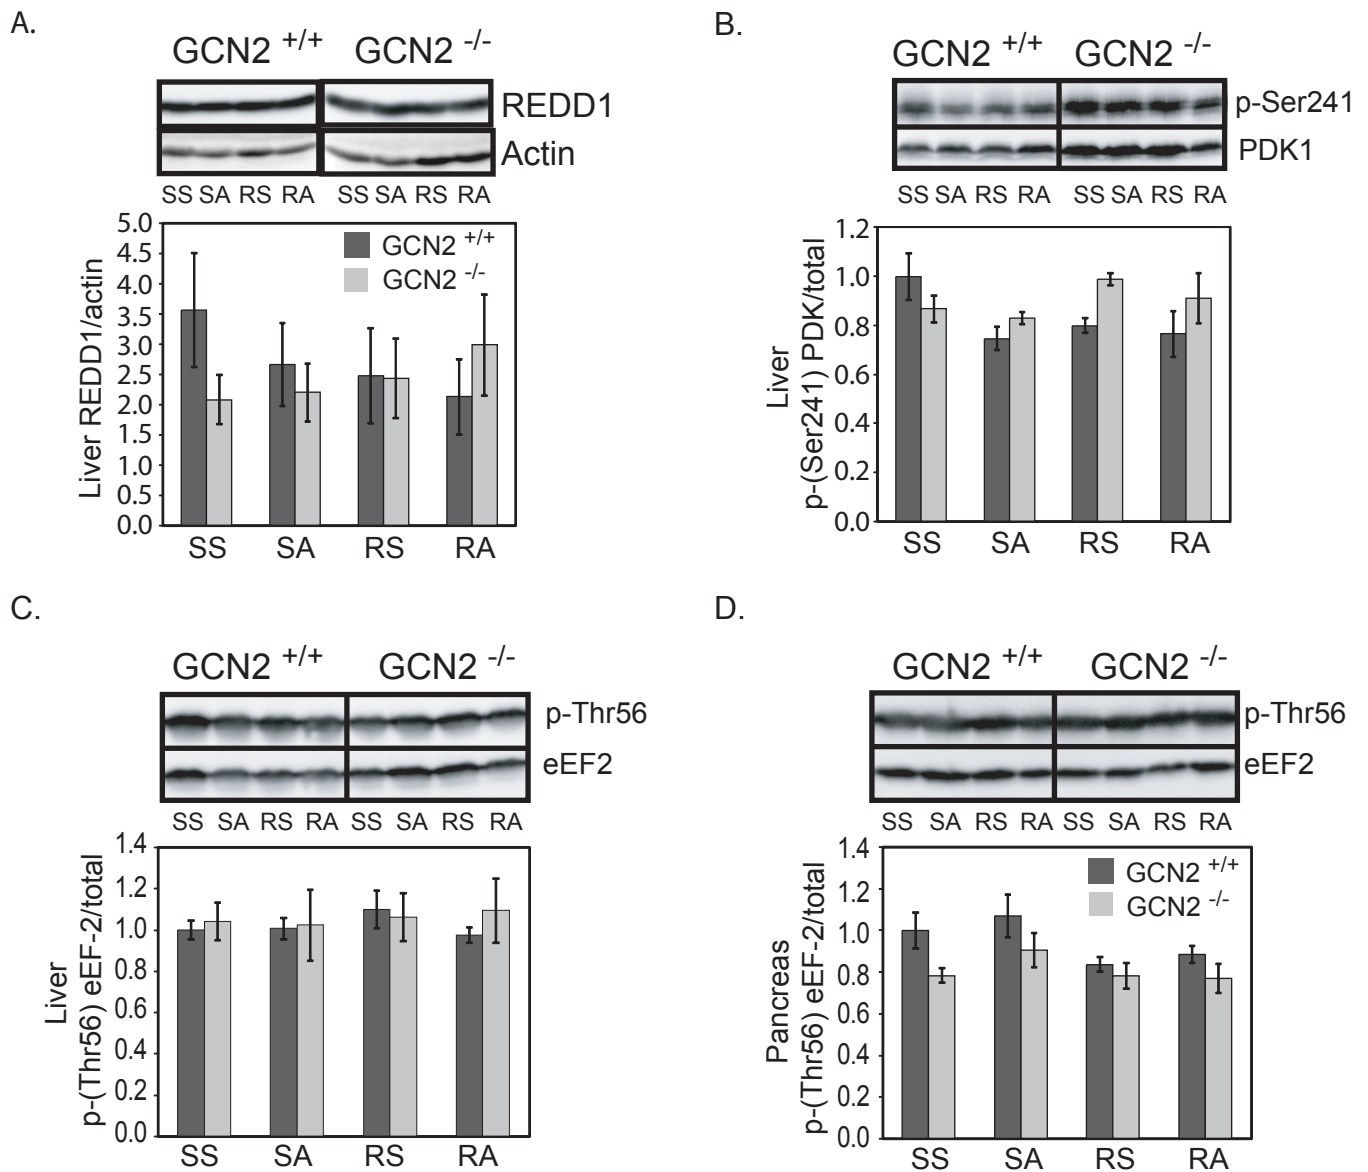 A.
GCN2 +/+ GCN2 -/-
REDD1
Actin
SS SA RS RA SS SA RS RA
Liver REDD1/actin
5.0
4.5
4.0
3.5
3.0
2.5
2.0
1.5
1.0
0.5
0.0
GCN2 +/+
GCN2 -/-
SS SA RS RA
B.
GCN2 +/+ GCN2 -/-
p-Ser241
PDK1
SS SA RS RA SS SA RS RA
Liver
p-(Ser241) PDK/total
1.2
1.0
0.8
0.6
0.4
0.2
0.0
SS SA RS RA
C.
GCN2 +/+ GCN2 -/-
p-Thr56
eEF2
SS SA RS RA SS SA RS RA
Liver
p-(Thr56) eEF-2/total
1.4
1.2
1.0
0.8
0.6
0.4
0.2
0.0
SS SA RS RA
D.
GCN2 +/+ GCN2 -/-
p-Thr56
eEF2
SS SA RS RA SS SA RS RA
Pancreas
p-(Thr56) eEF-2/total
1.4
1.2
1.0
0.8
0.6
0.4
0.2
0.0
GCN2 +/+
GCN2 -/-
SS SA RS RA